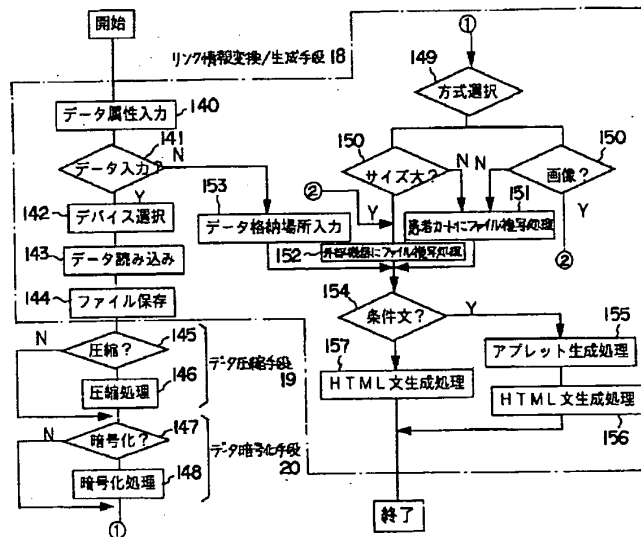 開始
リンク情報変換/生成手段 18
データ属性入力
140
141
データ入力?
N
Y
142
デバイス選択
143
データ読み込み
144
ファイル保存
145
圧縮?
N
146
圧縮処理
データ圧縮手段
19
147
暗号化?
N
148
暗号化処理
データ暗号化手段
20
①
①
149
方式選択
150
サイズ大?
N
Y
150
画像?
N
Y
②
②
151
患者カードにファイル複写処理
153
データ格納場所入力
152
外部機器にファイル複写処理
154
条件文?
Y
155
アプレット生成処理
157
HTML文生成処理
HTML文生成処理
156
終了